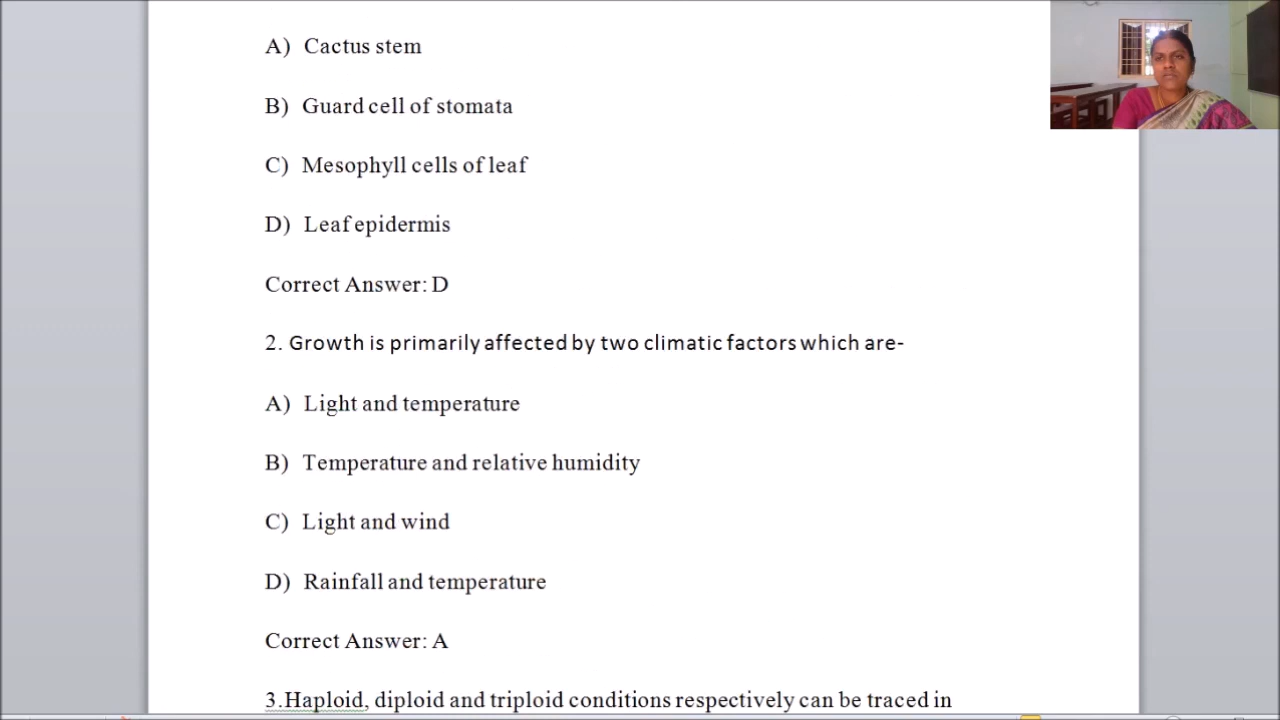 A) Cactus stem
B) Guard cell of stomata
C) Mesophyll cells of leaf
D) Leaf epidermis
Correct Answer: D
2. Growth is primarily affected by two climatic factors which are-
A) Light and temperature
B) Temperature and relative humidity
C) Light and wind
D) Rainfall and temperature
Correct Answer: A
3.Haploid, diploid and triploid conditions respectively can be traced in